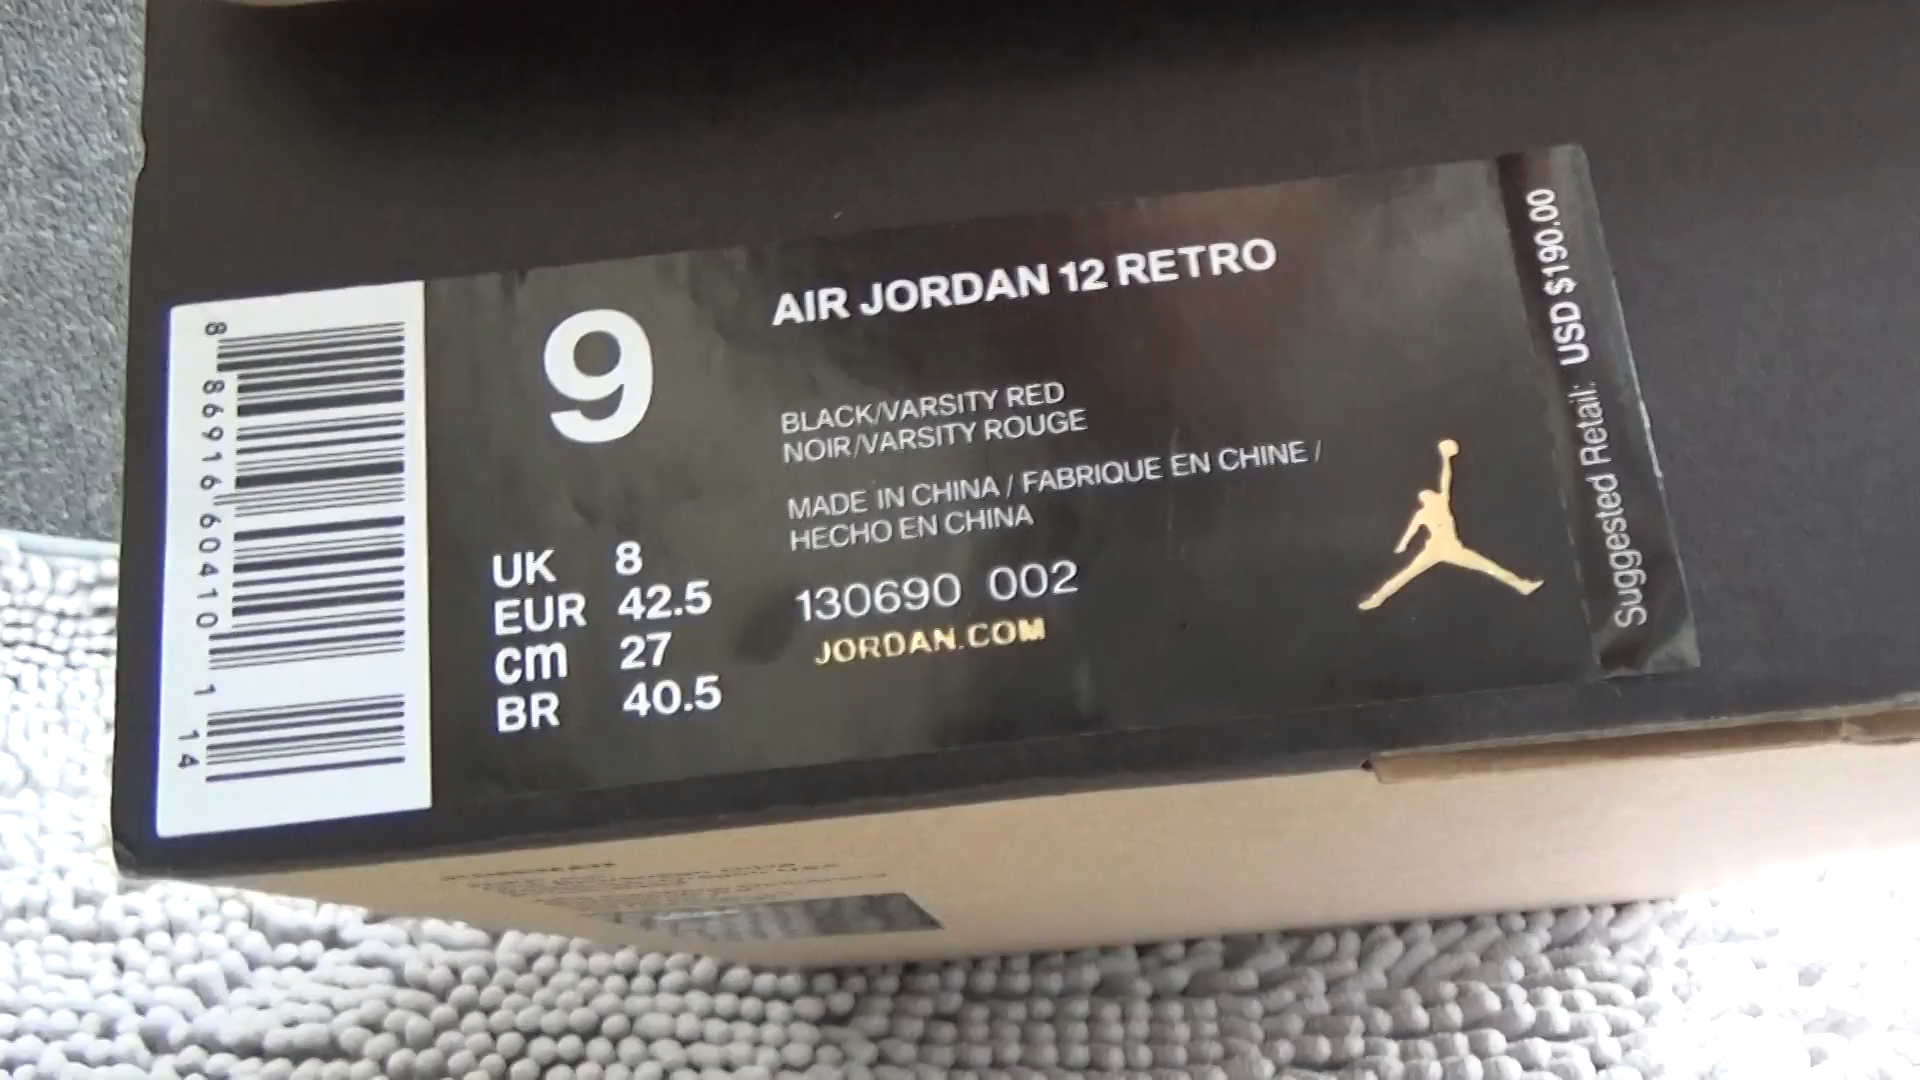 AIR JORDAN 12 RETRO
9
BLACK/VARSITY RED
NOIR/VARSITY ROUGE
MADE IN CHINA / FABRIQUE EN CHINE /
HECHO EN CHINA
UK 8
EUR 42.5
cm 27
BR 40.5
130690 002
JORDAN.COM
Suggested Retail: USD $190.00
8 86916 60410 1 14